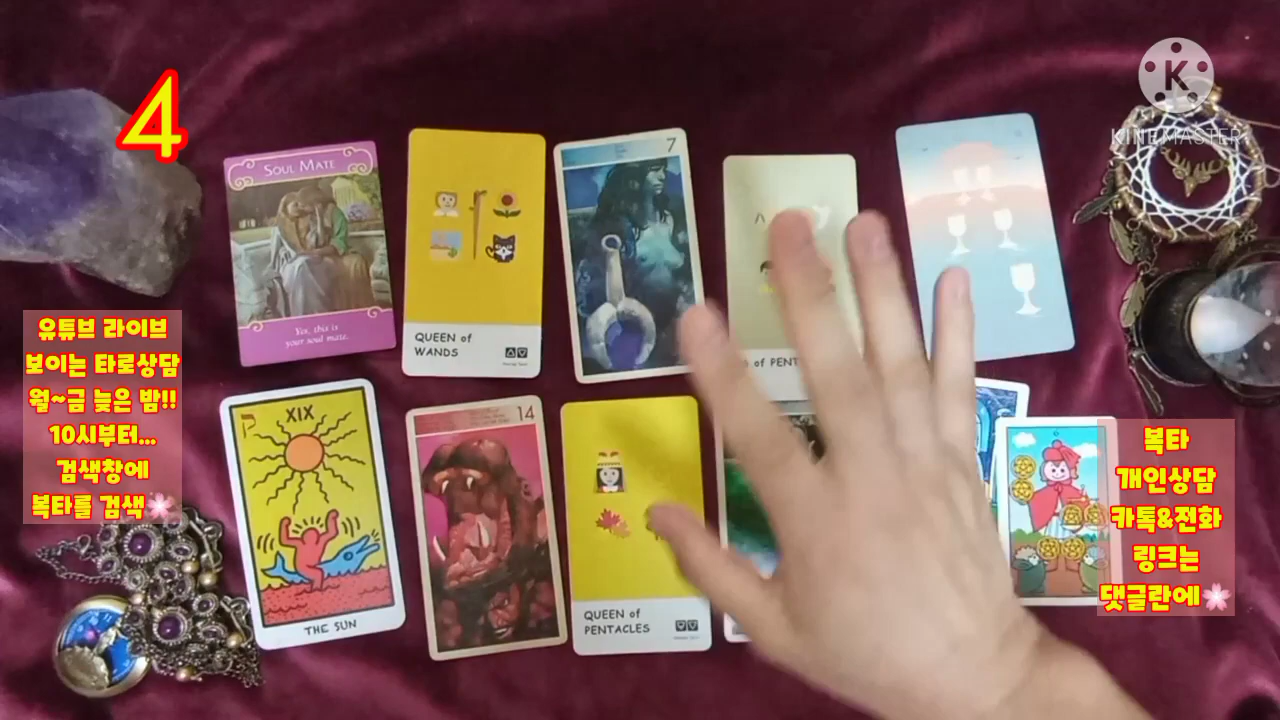 4
KINEMASTER
SOUL MATE
Yes, this is
your soul mate.
QUEEN of
WANDS
7
of PENT
유튜브 라이브
보이는 타로상담
월~금 늦은 밤!!
10시부터...
검색창에
복타를 검색🌸
XIX
THE SUN
14
QUEEN of
PENTACLES
복타
개인상담
카톡&전화
링크는
댓글란에🌸